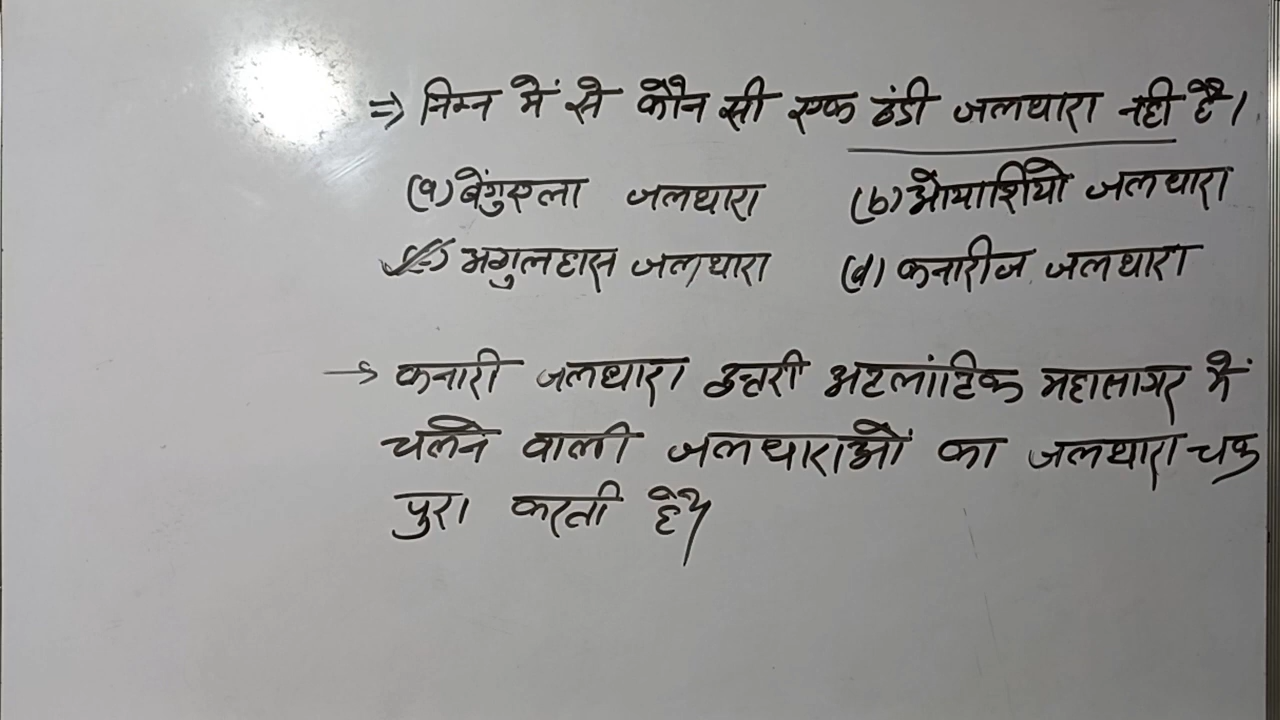 => निम्न में से कौन सी एक ठंडी जलधारा नही है।
(a) बेंगुएला जलधारा (b) ओयाशियो जलधारा
(c) अगुलहास जलधारा (d) कनारीज जलधारा
→ कनारी जलधारा उत्तरी अटलांटिक महासागर में
चलने वाली जलधाराओं का जलधारा चक्र
पुरा करती है